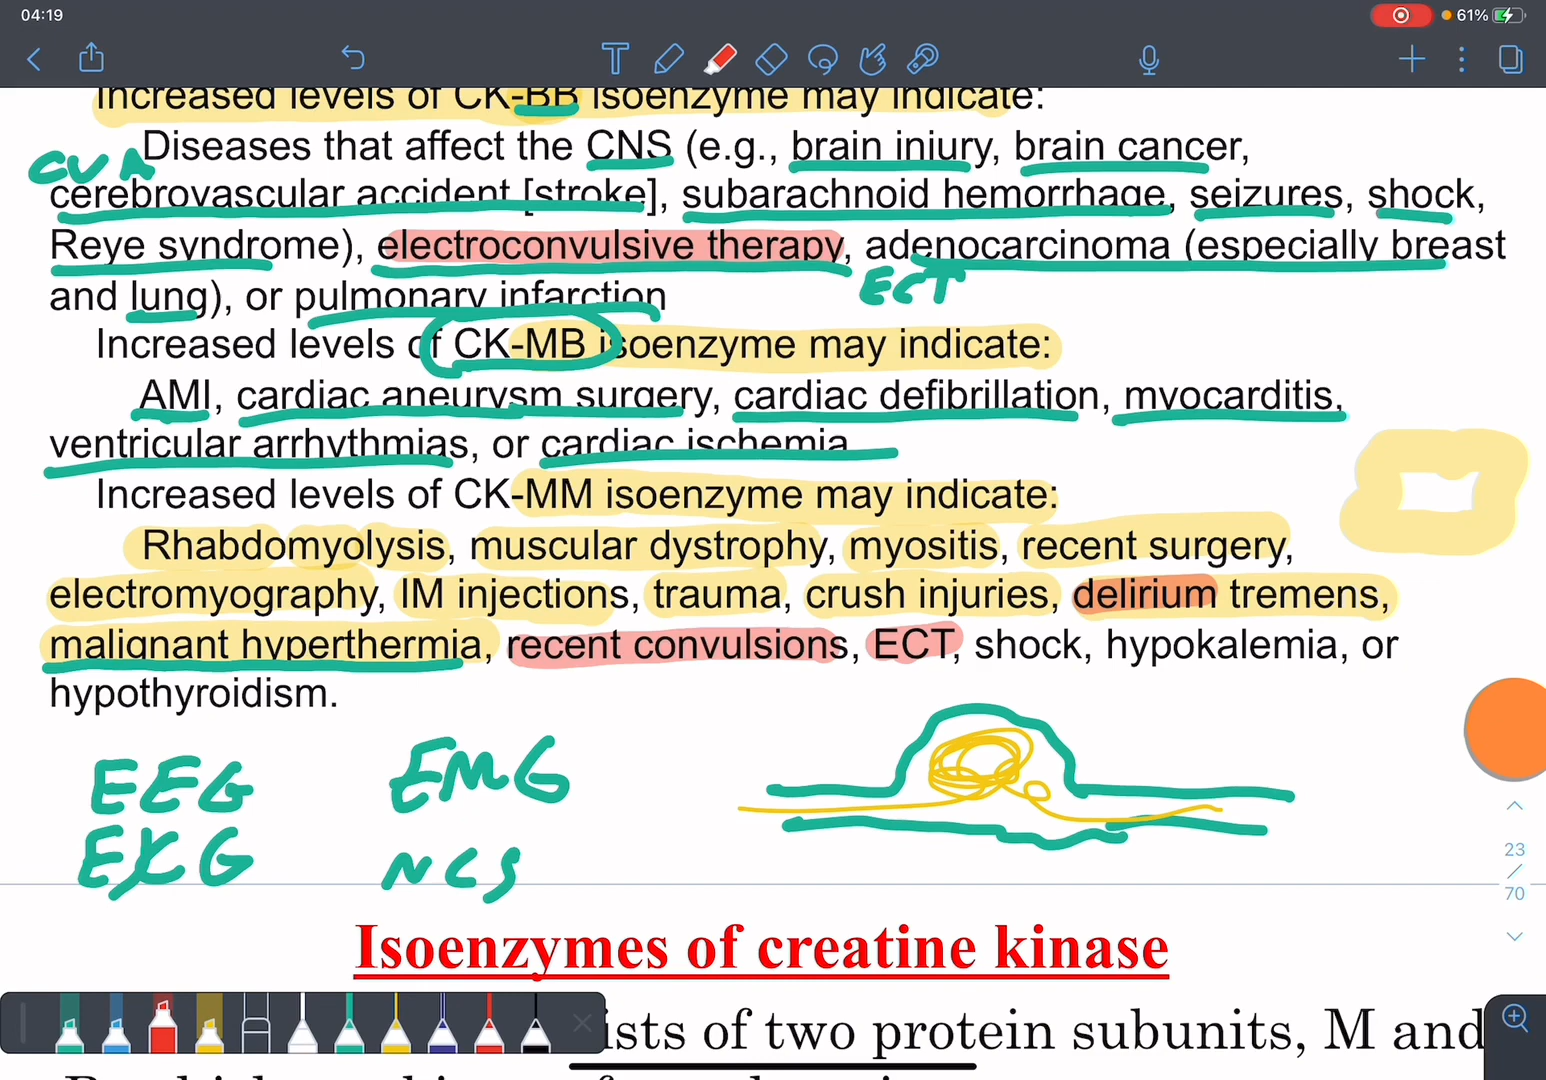 04:19
61%
Increased levels of CK-BB isoenzyme may indicate:
Diseases that affect the CNS (e.g., brain iniury, brain cancer,
CVA
cerebrovascular accident [stroke], subarachnoid hemorrhage, seizures, shock,
Reye syndrome), electroconvulsive therapy, adenocarcinoma (especially breast
ECT
and lung), or pulmonary infarction
Increased levels of CK-MB isoenzyme may indicate:
AMI, cardiac aneurysm surgery, cardiac defibrillation, myocarditis,
ventricular arrhythmias, or cardiac ischemia
Increased levels of CK-MM isoenzyme may indicate:
Rhabdomyolysis, muscular dystrophy, myositis, recent surgery,
electromyography, IM injections, trauma, crush injuries, delirium tremens,
malignant hyperthermia, recent convulsions, ECT, shock, hypokalemia, or
hypothyroidism.
EEG EMG
EKG NCS
23
/
70
Isoenzymes of creatine kinase
ists of two protein subunits, M and